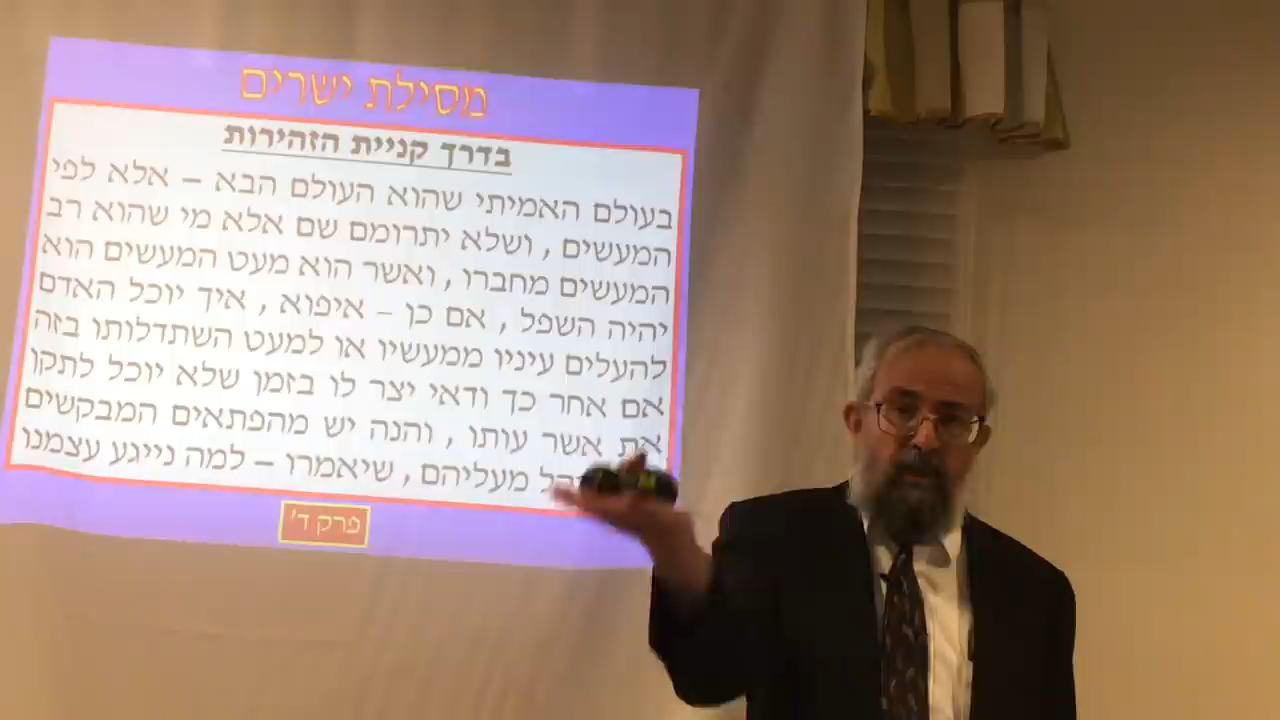 מסילת ישרים
בדרך קניית הזהירות
בעולם האמיתי שהוא העולם הבא – אלא לפי
המעשים , ושלא יתרומם שם אלא מי שהוא רב
המעשים מחברו , ואשר הוא מעט המעשים הוא
יהיה השפל , אם כן – איפוא , איך יוכל האדם
להעלים עיניו ממעשיו או למעט השתדלותו בזה
אם אחר כך ודאי יצר לו בזמן שלא יוכל לתקן
את אשר עותו , והנה יש מהפתאים המבקשים
מעליהם , שיאמרו – למה נייגע עצמנו
פרק ד'